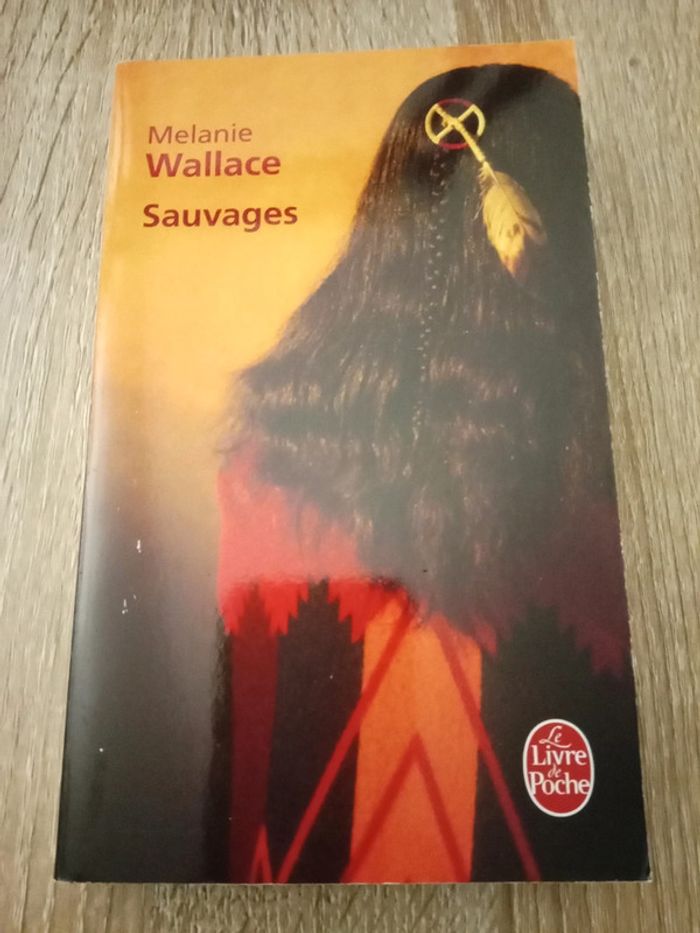 Melanie
Wallace
Sauvages
Le
Livre
de
Poche